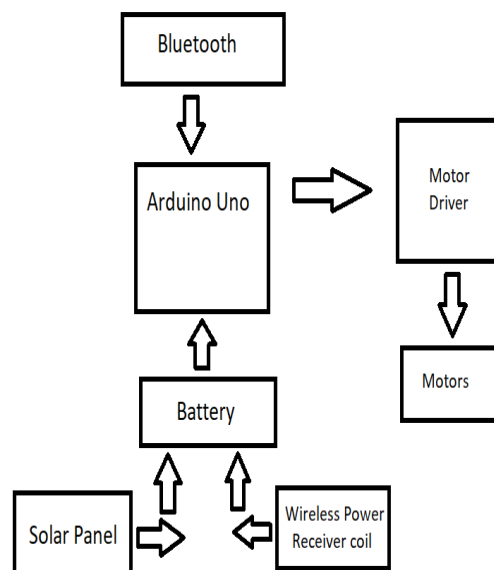 Bluetooth
Arduino Uno
Motor
Driver
Motors
Battery
Solar Panel
Wireless Power
Receiver coil